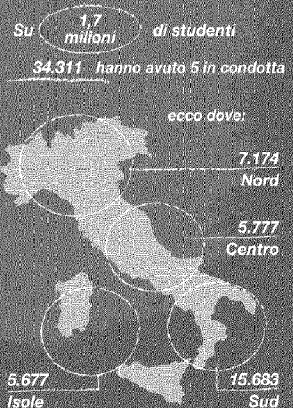 Su 1,7 milioni di studenti
34.311 hanno avuto 5 in condotta
ecco dove:
7.174
Nord
5.777
Centro
5.677
Isole
15.683
Sud